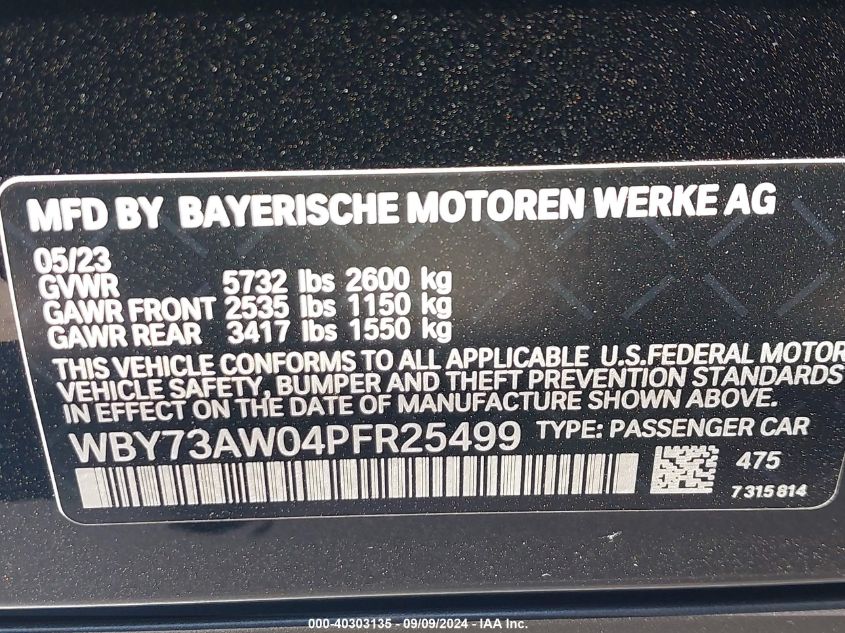 MFD BY BAYERISCHE MOTOREN WERKE AG
05/23
GVWR 5732 lbs 2600 kg
GAWR FRONT 2535 lbs 1150 kg
GAWR REAR 3417 lbs 1550 kg
THIS VEHICLE CONFORMS TO ALL APPLICABLE U.S.FEDERAL MOTOR
VEHICLE SAFETY, BUMPER AND THEFT PREVENTION STANDARDS
IN EFFECT ON THE DATE OF MANUFACTURE SHOWN ABOVE.
WBY73AW04PFR25499 TYPE: PASSENGER CAR
475
7315814
000-40303135 - 09/09/2024 - IAA Inc.